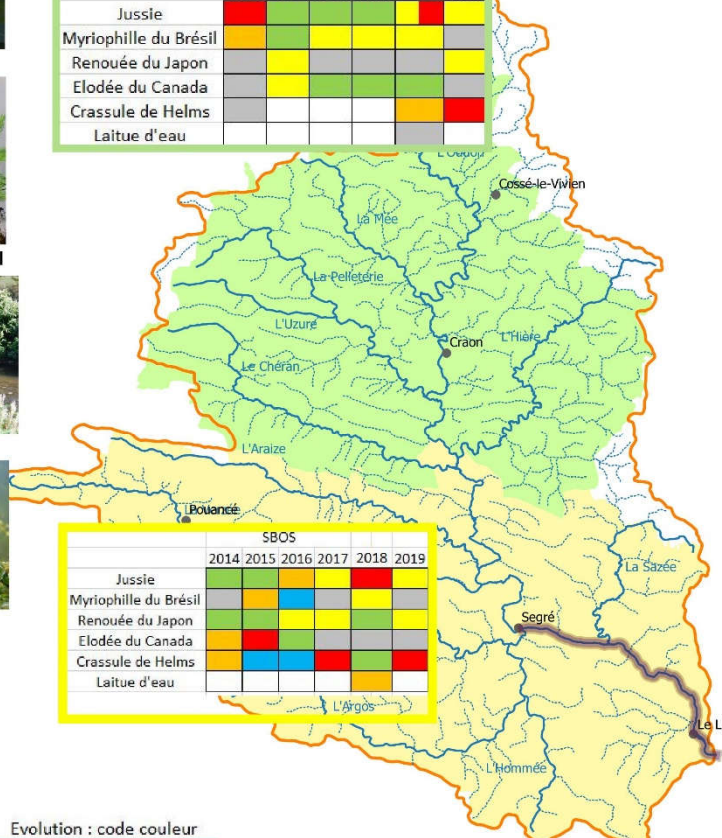 Jussie
Myriophille du Brésil
Renouée du Japon
Elodée du Canada
Crassule de Helms
Laitue d'eau
L'Oudon
Cossé-le-Vivien
La Mée
La Pelleterie
L'Uzure
Craon
L'Hière
Le Chéran
L'Araize
Pouancé
SBOS
2014 2015 2016 2017 2018 2019
Jussie
Myriophille du Brésil
Renouée du Japon
Elodée du Canada
Crassule de Helms
Laitue d'eau
La Sazée
Segré
L'Argos
Le L
L'Hommée
Evolution : code couleur